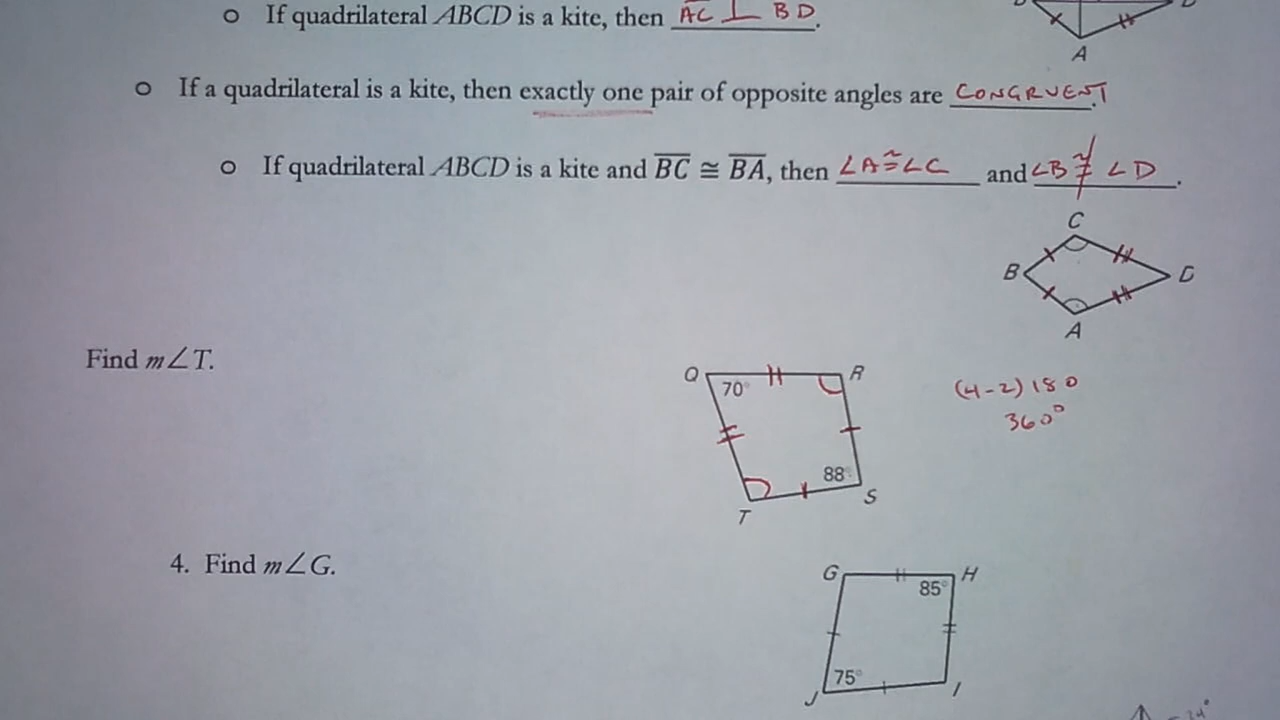 o If quadrilateral ABCD is a kite, then AC ⊥ BD.
A
o If a quadrilateral is a kite, then exactly one pair of opposite angles are CONGRUENT.
o If quadrilateral ABCD is a kite and BC ≅ BA, then ∠A≅∠C and ∠B ≇ ∠D.
C
B
D
A
Find m∠T.
Q
70°
R
(4-2)180
360°
88°
S
T
4. Find m∠G.
G
H
85°
75°
J
I